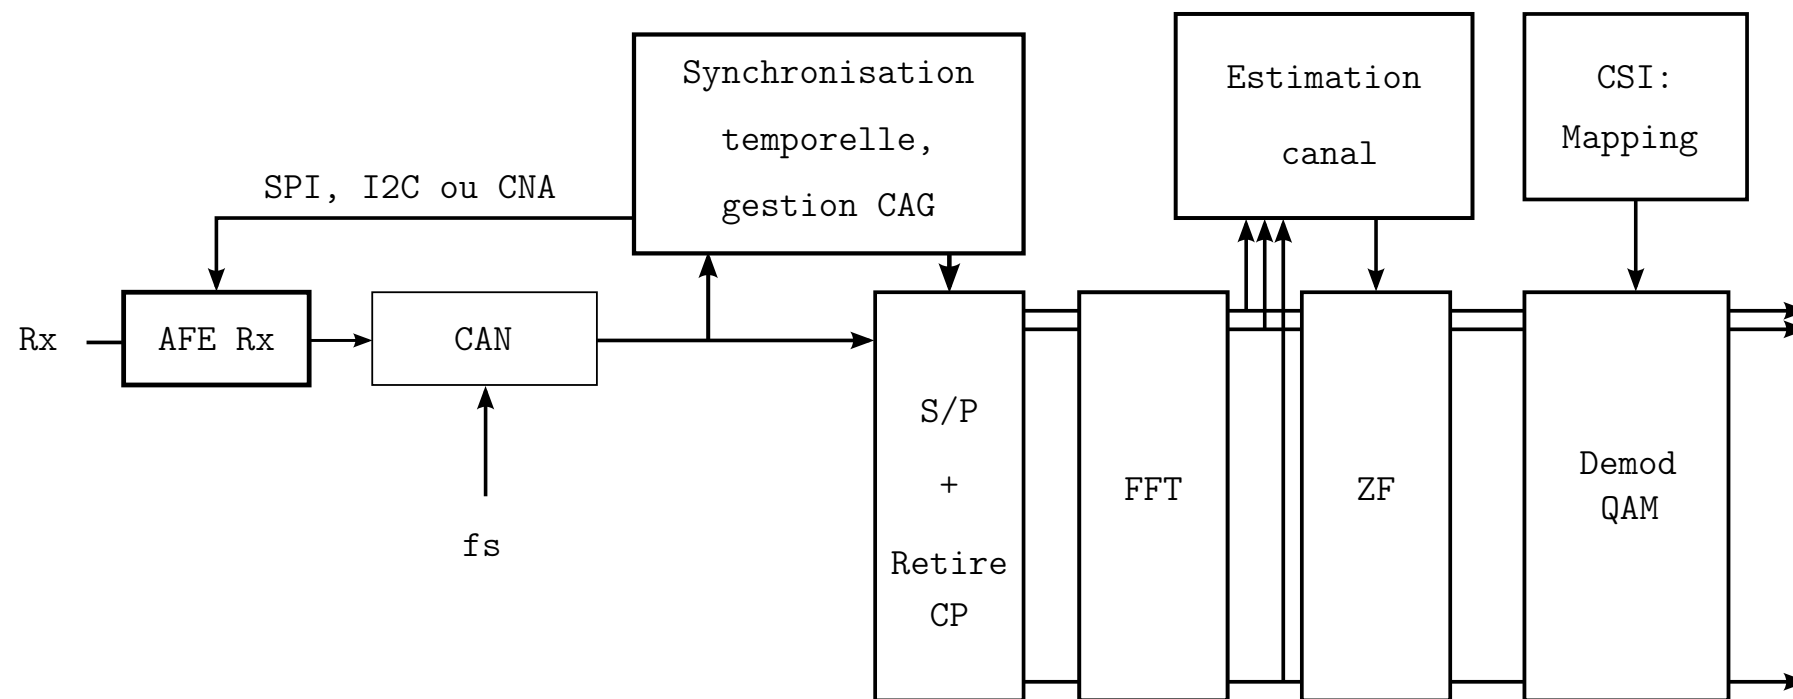 Synchronisation
temporelle,
gestion CAG
Estimation
canal
CSI:
Mapping
SPI, I2C ou CNA
Rx
AFE Rx
CAN
fs
S/P
+
Retire
CP
FFT
ZF
Demod
QAM